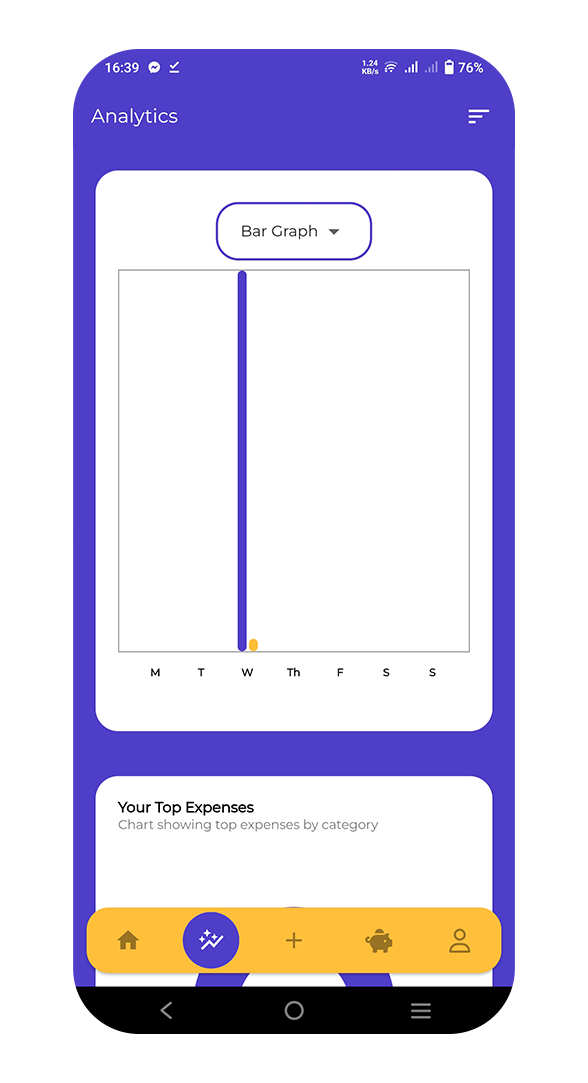 16:39 1.24 KB/s 76%
Analytics
Bar Graph
M T W Th F S S
Your Top Expenses
Chart showing top expenses by category